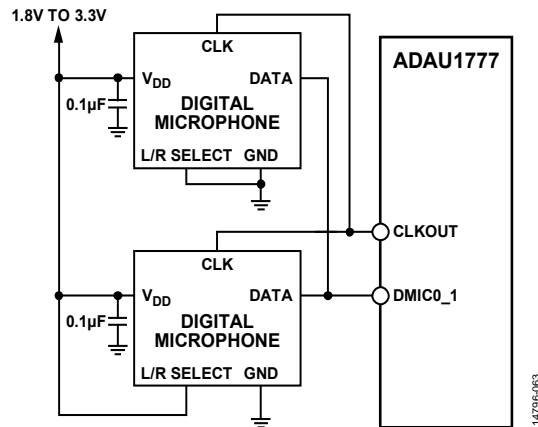 1.8V TO 3.3V
CLK
VDD
DATA
0.1µF
DIGITAL
MICROPHONE
L/R SELECT GND
ADAU1777
CLKOUT
CLK
VDD
DATA
DMIC0_1
0.1µF
DIGITAL
MICROPHONE
L/R SELECT GND
14796-063